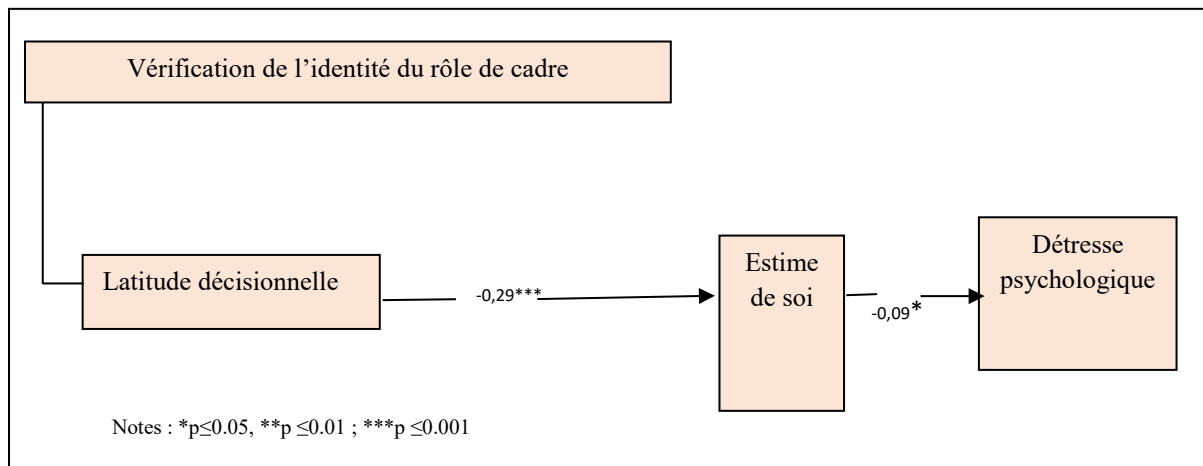 Vérification de l’identité du rôle de cadre
Latitude décisionnelle
-0,29***
Estime
de soi
-0,09*
Détresse
psychologique
Notes : *p≤0.05, **p ≤0.01 ; ***p ≤0.001